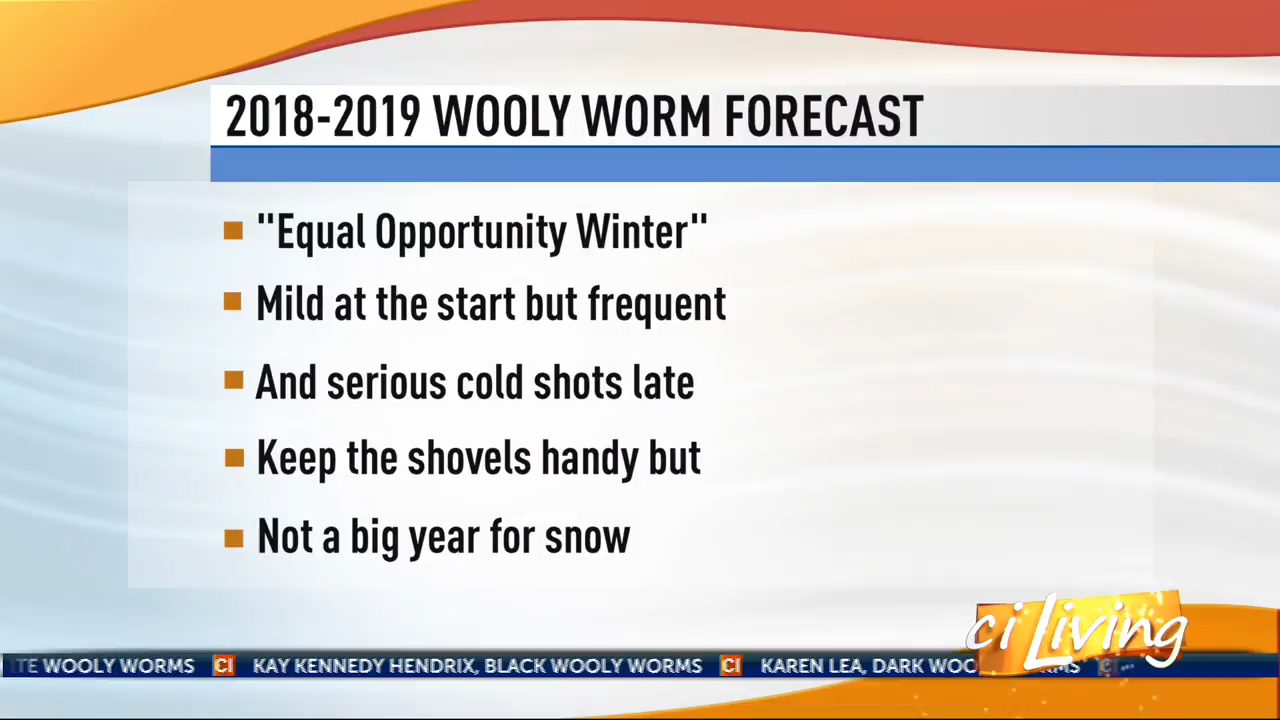 2018-2019 WOOLY WORM FORECAST
"Equal Opportunity Winter"
Mild at the start but frequent
And serious cold shots late
Keep the shovels handy but
Not a big year for snow
ci Living
TE WOOLY WORMS CI KAY KENNEDY HENDRIX, BLACK WOOLY WORMS CI KAREN LEA, DARK